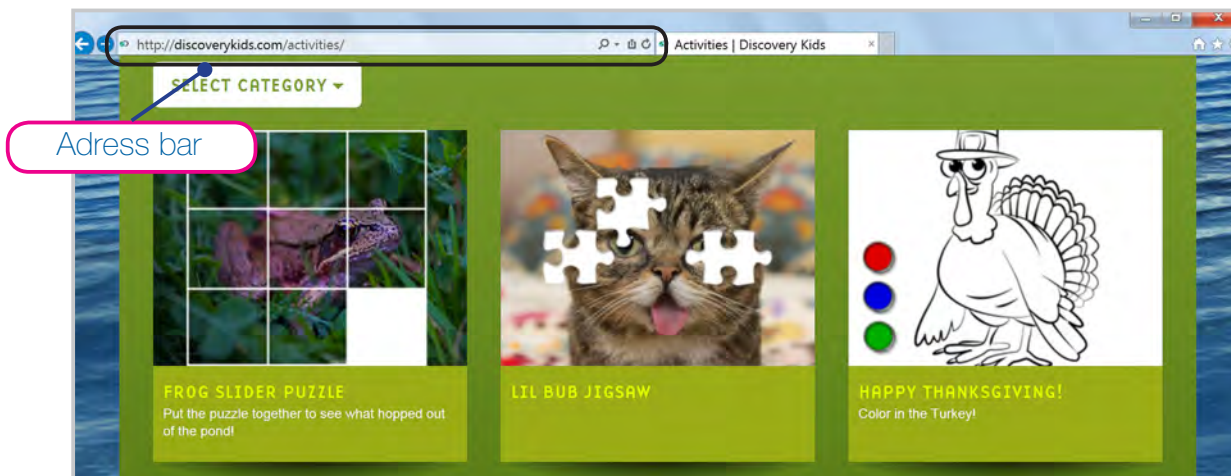 http://discoverykids.com/activities/
Activities | Discovery Kids
SELECT CATEGORY
Adress bar
FROG SLIDER PUZZLE
Put the puzzle together to see what hopped out
of the pond!
LIL BUB JIGSAW
HAPPY THANKSGIVING!
Color in the Turkey!